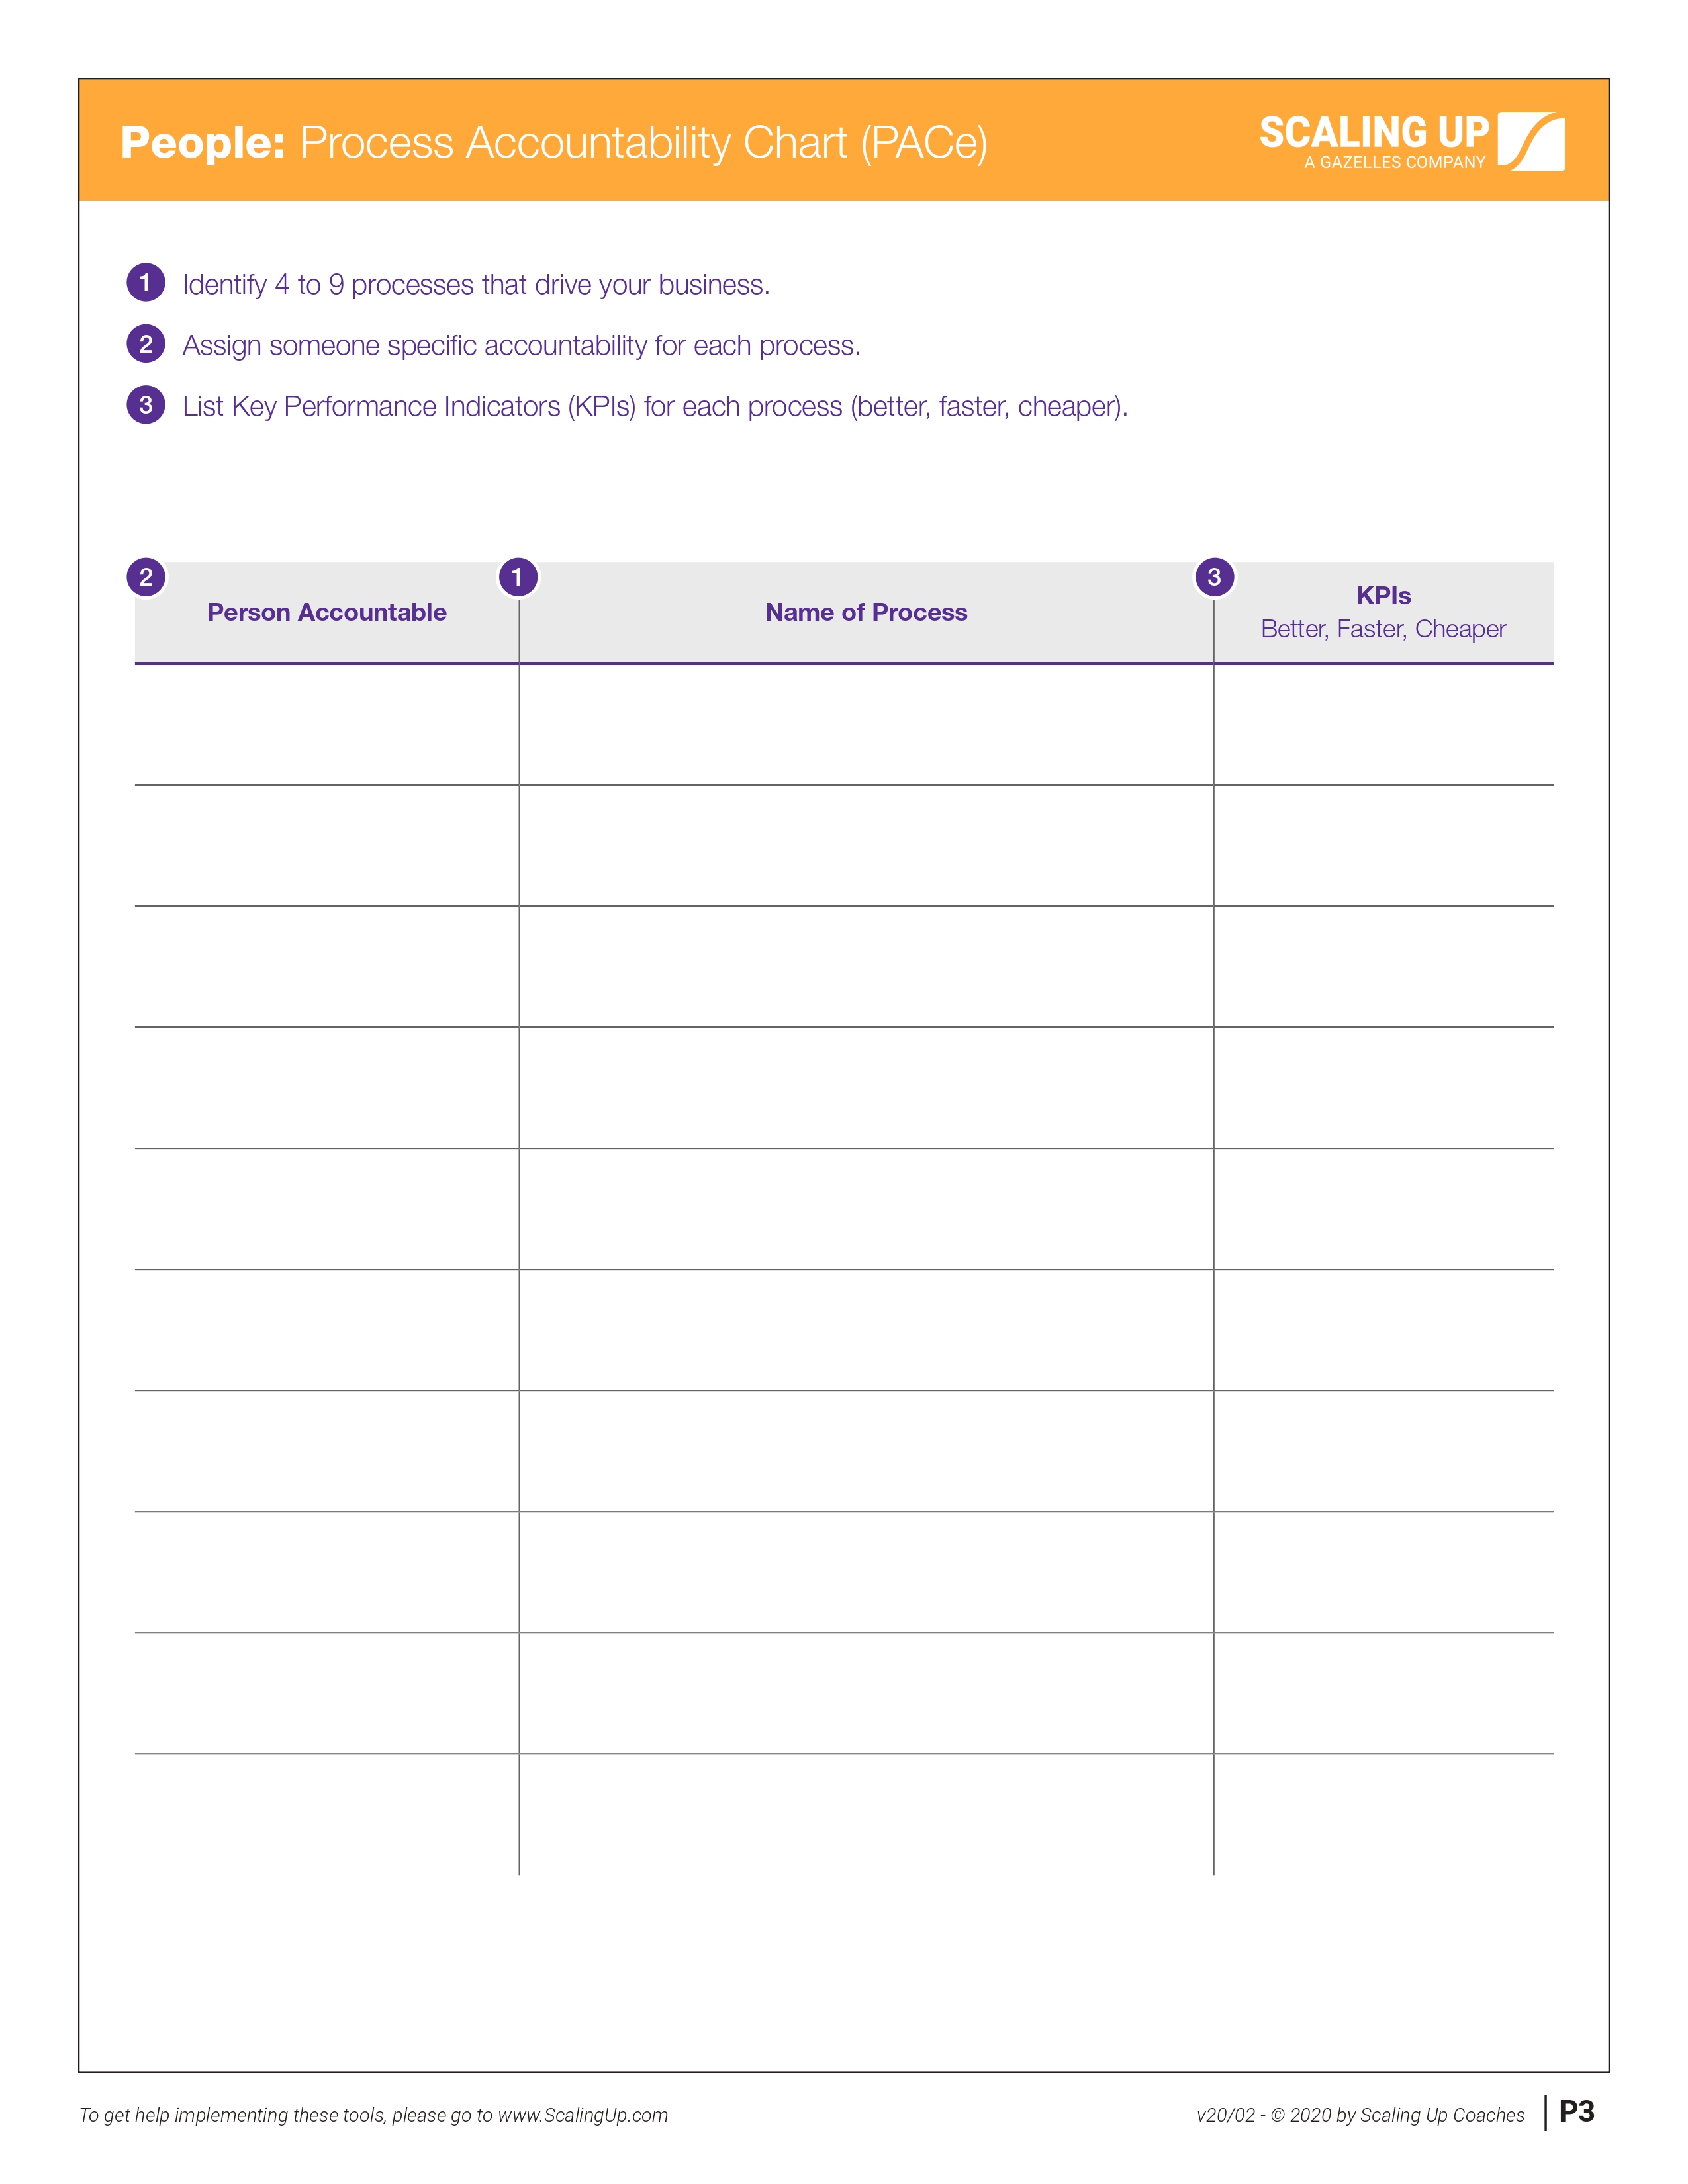 People: Process Accountability Chart (PACe)
SCALING UP
A GAZELLES COMPANY
1 Identify 4 to 9 processes that drive your business.
2 Assign someone specific accountability for each process.
3 List Key Performance Indicators (KPIs) for each process (better, faster, cheaper).
2 Person Accountable
1 Name of Process
3 KPIs
Better, Faster, Cheaper
To get help implementing these tools, please go to www.ScalingUp.com
v20/02 - © 2020 by Scaling Up Coaches
P3